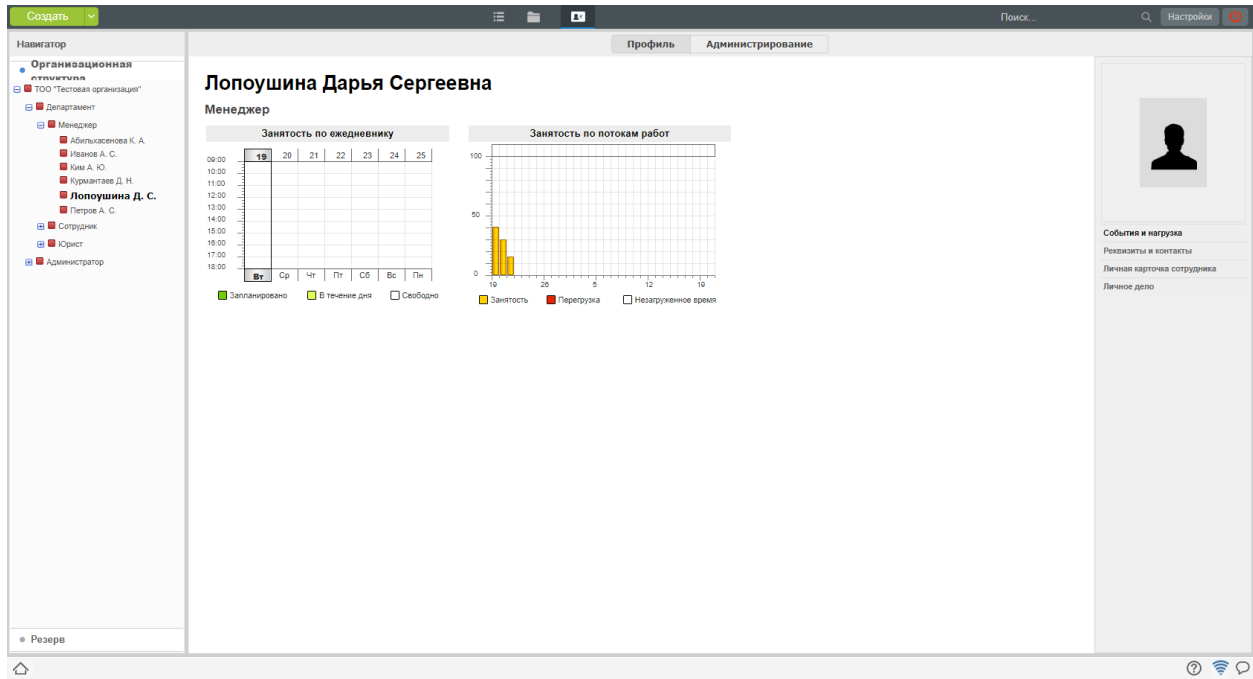 Создать
Поиск...
Настройки
Навигатор
Профиль Администрирование
Организационная
структура
ТОО "Тестовая организация"
Департамент
Менеджер
Абильхасенова К. А.
Иванов А. С.
Ким А. Ю.
Курмантаев Д. Н.
Лопоушина Д. С.
Петров А. С.
Сотрудник
Юрист
Администратор
Резерв
Лопоушина Дарья Сергеевна
Менеджер
Занятость по ежедневнику
19 20 21 22 23 24 25
09:00
10:00
11:00
12:00
13:00
14:00
15:00
16:00
17:00
18:00
Вт Ср Чт Пт Сб Вс Пн
Запланировано В течение дня Свободно
Занятость по потокам работ
100
50
0
19 26 5 12 19
Занятость Перегрузка Незагруженное время
События и нагрузка
Реквизиты и контакты
Личная карточка сотрудника
Личное дело